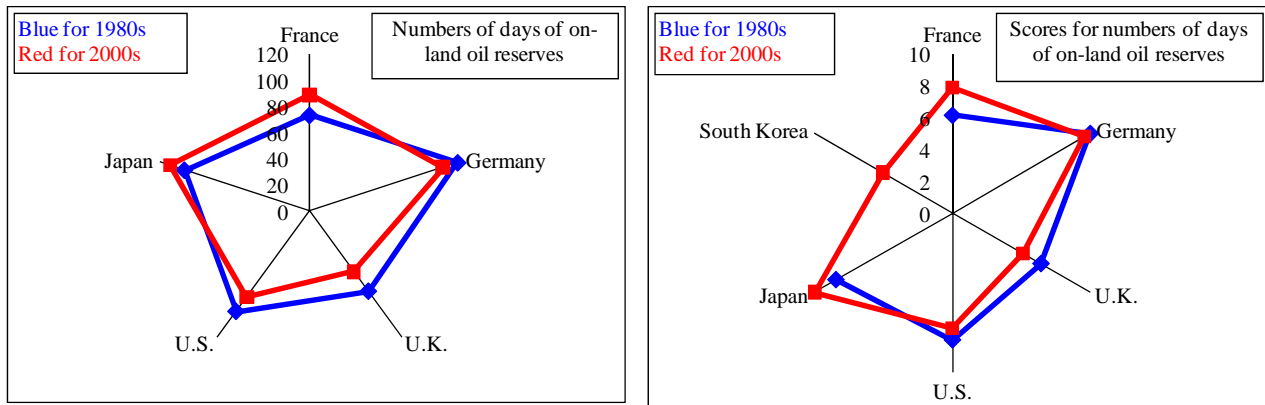 Blue for 1980s
Red for 2000s
Numbers of days of on-
land oil reserves
France
120
100
80
60
40
20
0
Germany
U.K.
U.S.
Japan
Blue for 1980s
Red for 2000s
Scores for numbers of days
of on-land oil reserves
France
10
8
6
4
2
0
Germany
U.K.
U.S.
Japan
South Korea